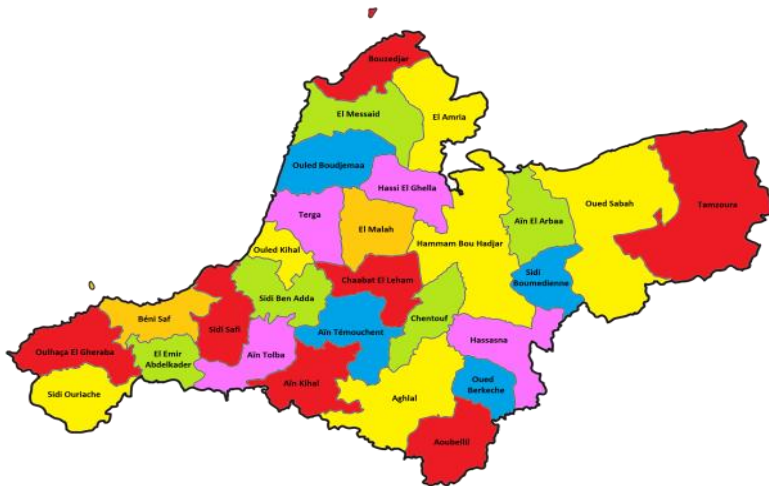 Bouzedjar
El Messaid
El Amria
Ouled Boudjemaa
Hassi El Ghella
Terga
El Malah
Aïn El Arbaa
Oued Sabah
Tamzoura
Ouled Kihal
Hammam Bou Hadjar
Chaabet El Leham
Sidi
Boumedienne
Sidi Ben Adda
Béni Saf
Sidi Safi
Aïn Témouchent
Chentouf
Hassasna
Oulhaça El Gheraba
El Emir
Abdelkader
Aïn Tolba
Aïn Kihal
Aghlal
Oued
Berkeche
Sidi Ouriache
Aoubellil